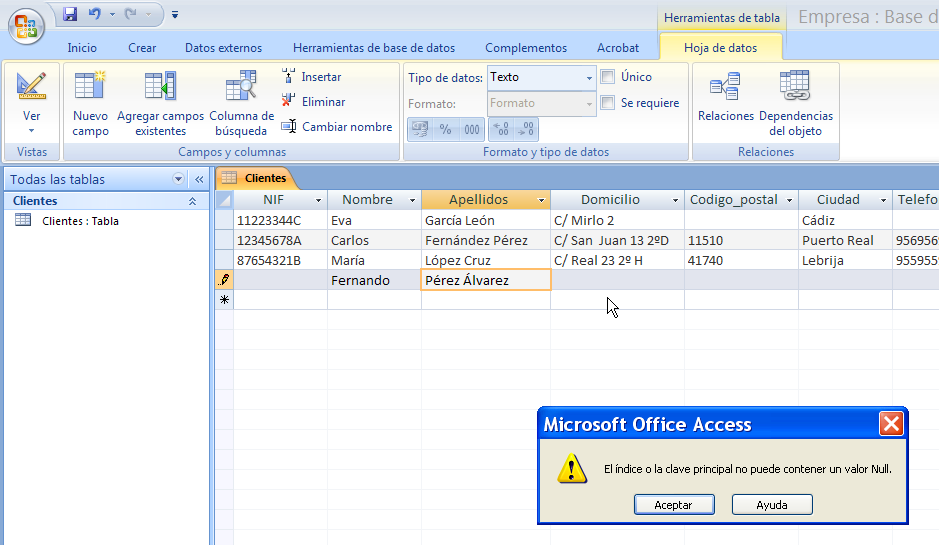 Herramientas de tabla
Empresa : Base d
Inicio Crear Datos externos Herramientas de base de datos Complementos Acrobat Hoja de datos
Ver
Vistas
Nuevo campo
Agregar campos existentes
Columna de búsqueda
Insertar
Eliminar
Cambiar nombre
Campos y columnas
Tipo de datos: Texto
Formato: Formato
% 000
,00 ,00
Único
Se requiere
Formato y tipo de datos
Relaciones
Dependencias del objeto
Relaciones
Todas las tablas
Clientes
Clientes : Tabla
Clientes
NIF Nombre Apellidos Domicilio Codigo_postal Ciudad Telefo
11223344C Eva García León C/ Mirlo 2 Cádiz
12345678A Carlos Fernández Pérez C/ San Juan 13 2ºD 11510 Puerto Real 9569569
87654321B María López Cruz C/ Real 23 2º H 41740 Lebrija 9559559
Fernando Pérez Álvarez
Microsoft Office Access
El índice o la clave principal no puede contener un valor Null.
Aceptar Ayuda